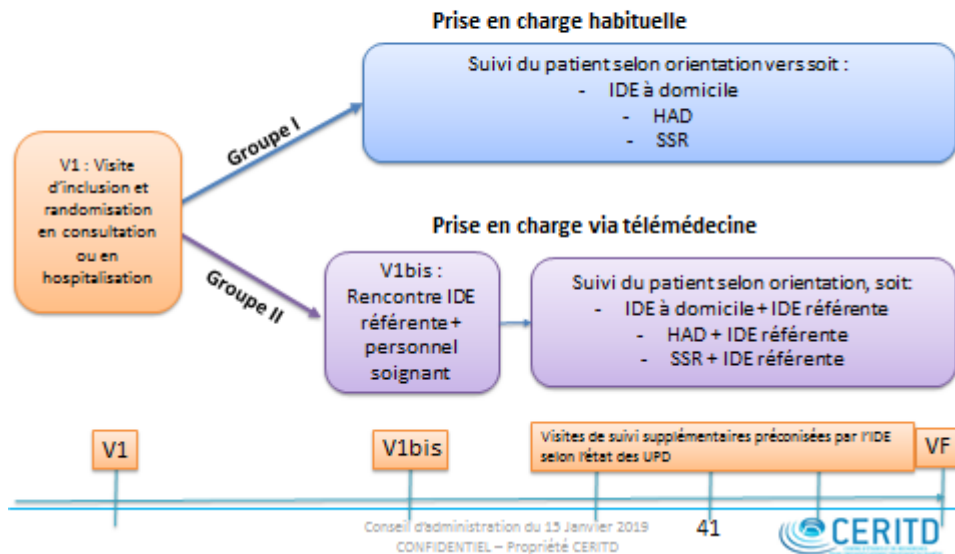 Prise en charge habituelle
Suivi du patient selon orientation vers soit :
- IDE à domicile
- HAD
- SSR
Groupe I
V1 : Visite
d'inclusion et
randomisation
en consultation
ou en
hospitalisation
Groupe II
Prise en charge via télémédecine
V1bis :
Rencontre IDE
référente +
personnel
soignant
Suivi du patient selon orientation, soit:
- IDE à domicile + IDE référente
- HAD + IDE référente
- SSR + IDE référente
V1
V1bis
Visites de suivi supplémentaires préconisées par l'IDE
selon l'état des UPD
VF
Conseil d'administration du 15 Janvier 2019
CONFIDENTIEL – Propriété CERITD
41
CERITD